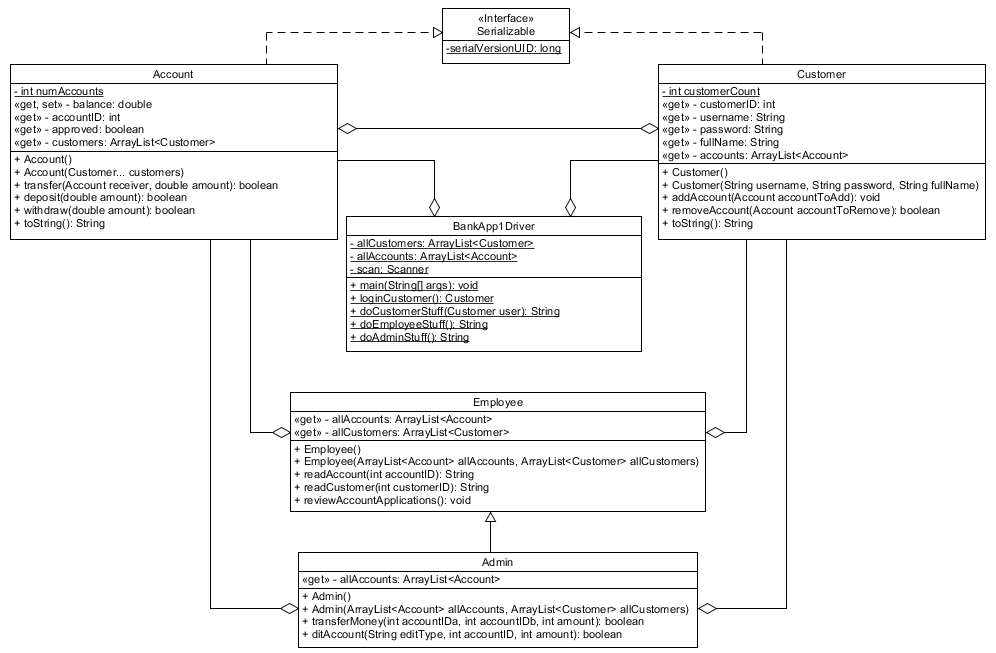 «Interface»
Serializable
-serialVersionUID: long
Account
- int numAccounts
«get, set» - balance: double
«get» - accountID: int
«get» - approved: boolean
«get» - customers: ArrayList<Customer>
+ Account()
+ Account(Customer... customers)
+ transfer(Account receiver, double amount): boolean
+ deposit(double amount): boolean
+ withdraw(double amount): boolean
+ toString(): String
Customer
- int customerCount
«get» - customerID: int
«get» - username: String
«get» - password: String
«get» - fullName: String
«get» - accounts: ArrayList<Account>
+ Customer()
+ Customer(String username, String password, String fullName)
+ addAccount(Account accountToAdd): void
+ removeAccount(Account accountToRemove): boolean
+ toString(): String
BankApp1Driver
- allCustomers: ArrayList<Customer>
- allAccounts: ArrayList<Account>
- scan: Scanner
+ main(String[] args): void
+ loginCustomer(): Customer
+ doCustomerStuff(Customer user): String
+ doEmployeeStuff(): String
+ doAdminStuff(): String
Employee
«get» - allAccounts: ArrayList<Account>
«get» - allCustomers: ArrayList<Customer>
+ Employee()
+ Employee(ArrayList<Account> allAccounts, ArrayList<Customer> allCustomers)
+ readAccount(int accountID): String
+ readCustomer(int customerID): String
+ reviewAccountApplications(): void
Admin
«get» - allAccounts: ArrayList<Account>
+ Admin()
+ Admin(ArrayList<Account> allAccounts, ArrayList<Customer> allCustomers)
+ transferMoney(int accountIDa, int accountIDb, int amount): boolean
+ ditAccount(String editType, int accountID, int amount): boolean